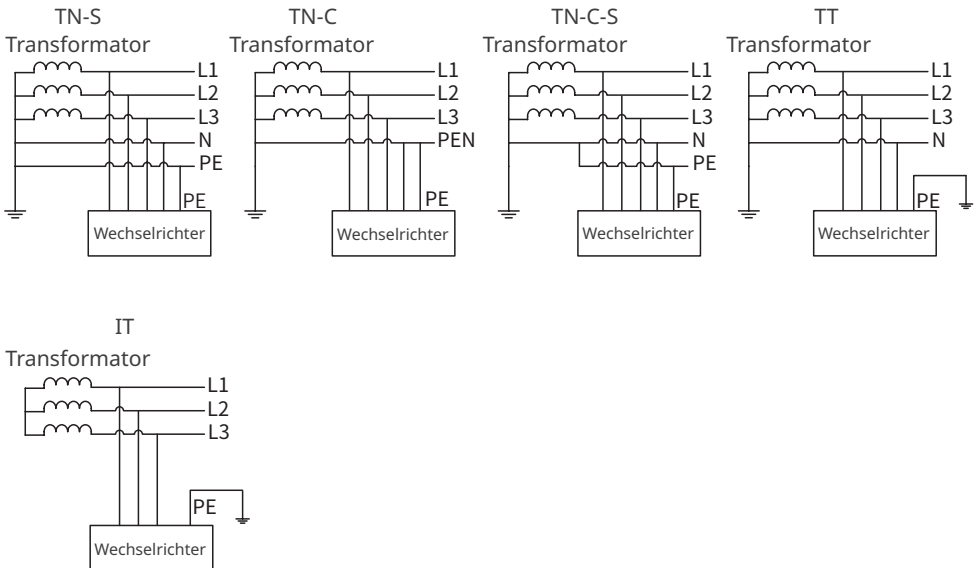 TN-S
Transformator
L1
L2
L3
N
PE
PE
Wechselrichter
TN-C
Transformator
L1
L2
L3
PEN
PE
Wechselrichter
TN-C-S
Transformator
L1
L2
L3
N
PE
PE
Wechselrichter
TT
Transformator
L1
L2
L3
N
PE
Wechselrichter
IT
Transformator
L1
L2
L3
PE
Wechselrichter